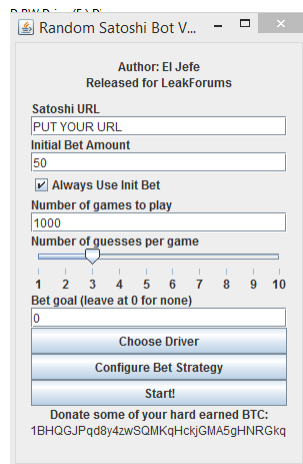 Random Satoshi Bot V...
Author: El Jefe
Released for LeakForums
Satoshi URL
PUT YOUR URL
Initial Bet Amount
50
Always Use Init Bet
Number of games to play
1000
Number of guesses per game
1 2 3 4 5 6 7 8 9 10
Bet goal (leave at 0 for none)
0
Choose Driver
Configure Bet Strategy
Start!
Donate some of your hard earned BTC:
1BHQGJPqd8y4zwSQMKqHckjGMA5gHNRGkq